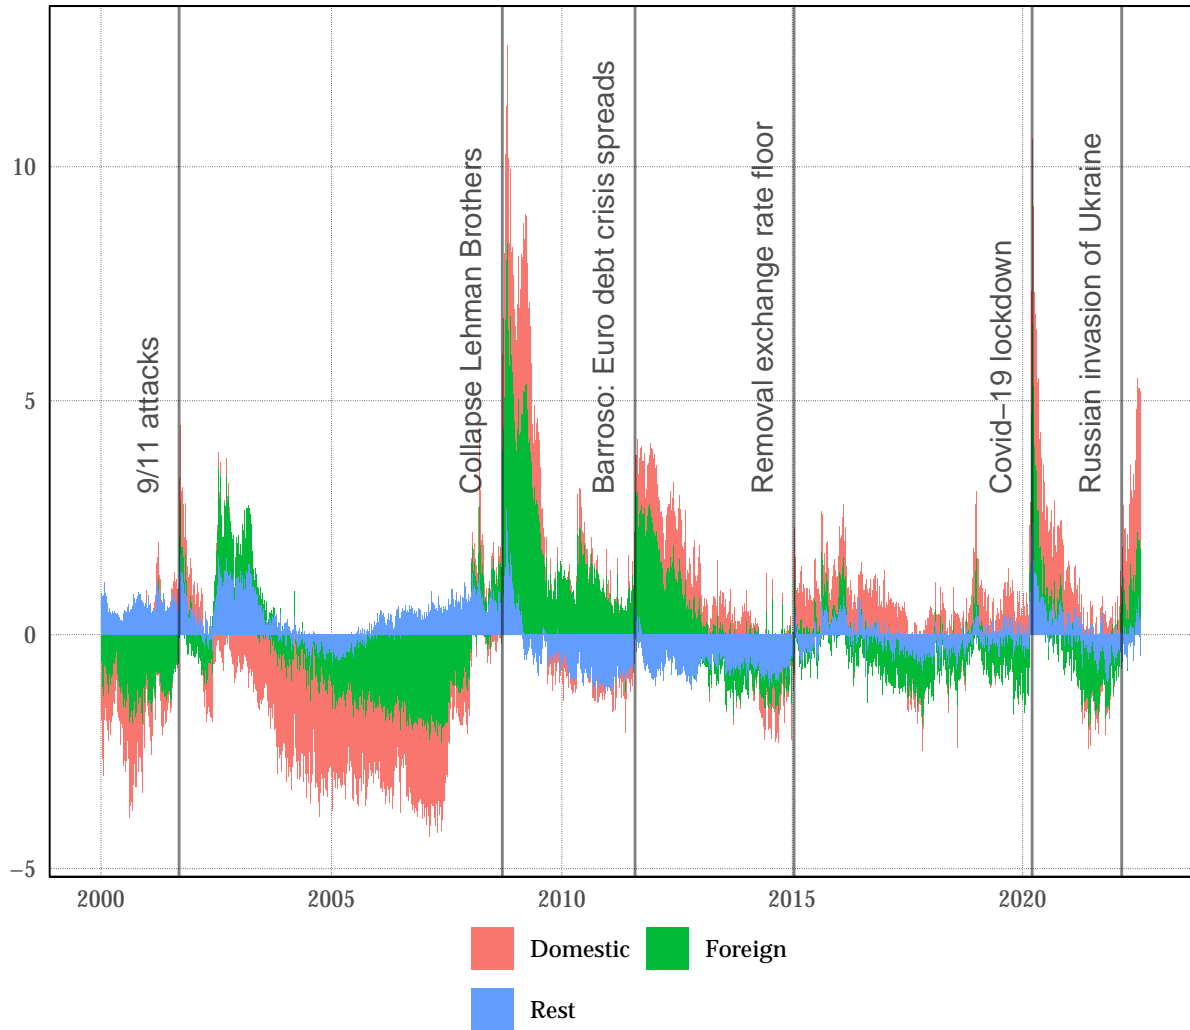 10
5
0
−5
9/11 attacks
Collapse Lehman Brothers
Barroso: Euro debt crisis spreads
Removal exchange rate floor
Covid−19 lockdown
Russian invasion of Ukraine
2000 2005 2010 2015 2020
Domestic Foreign
Rest